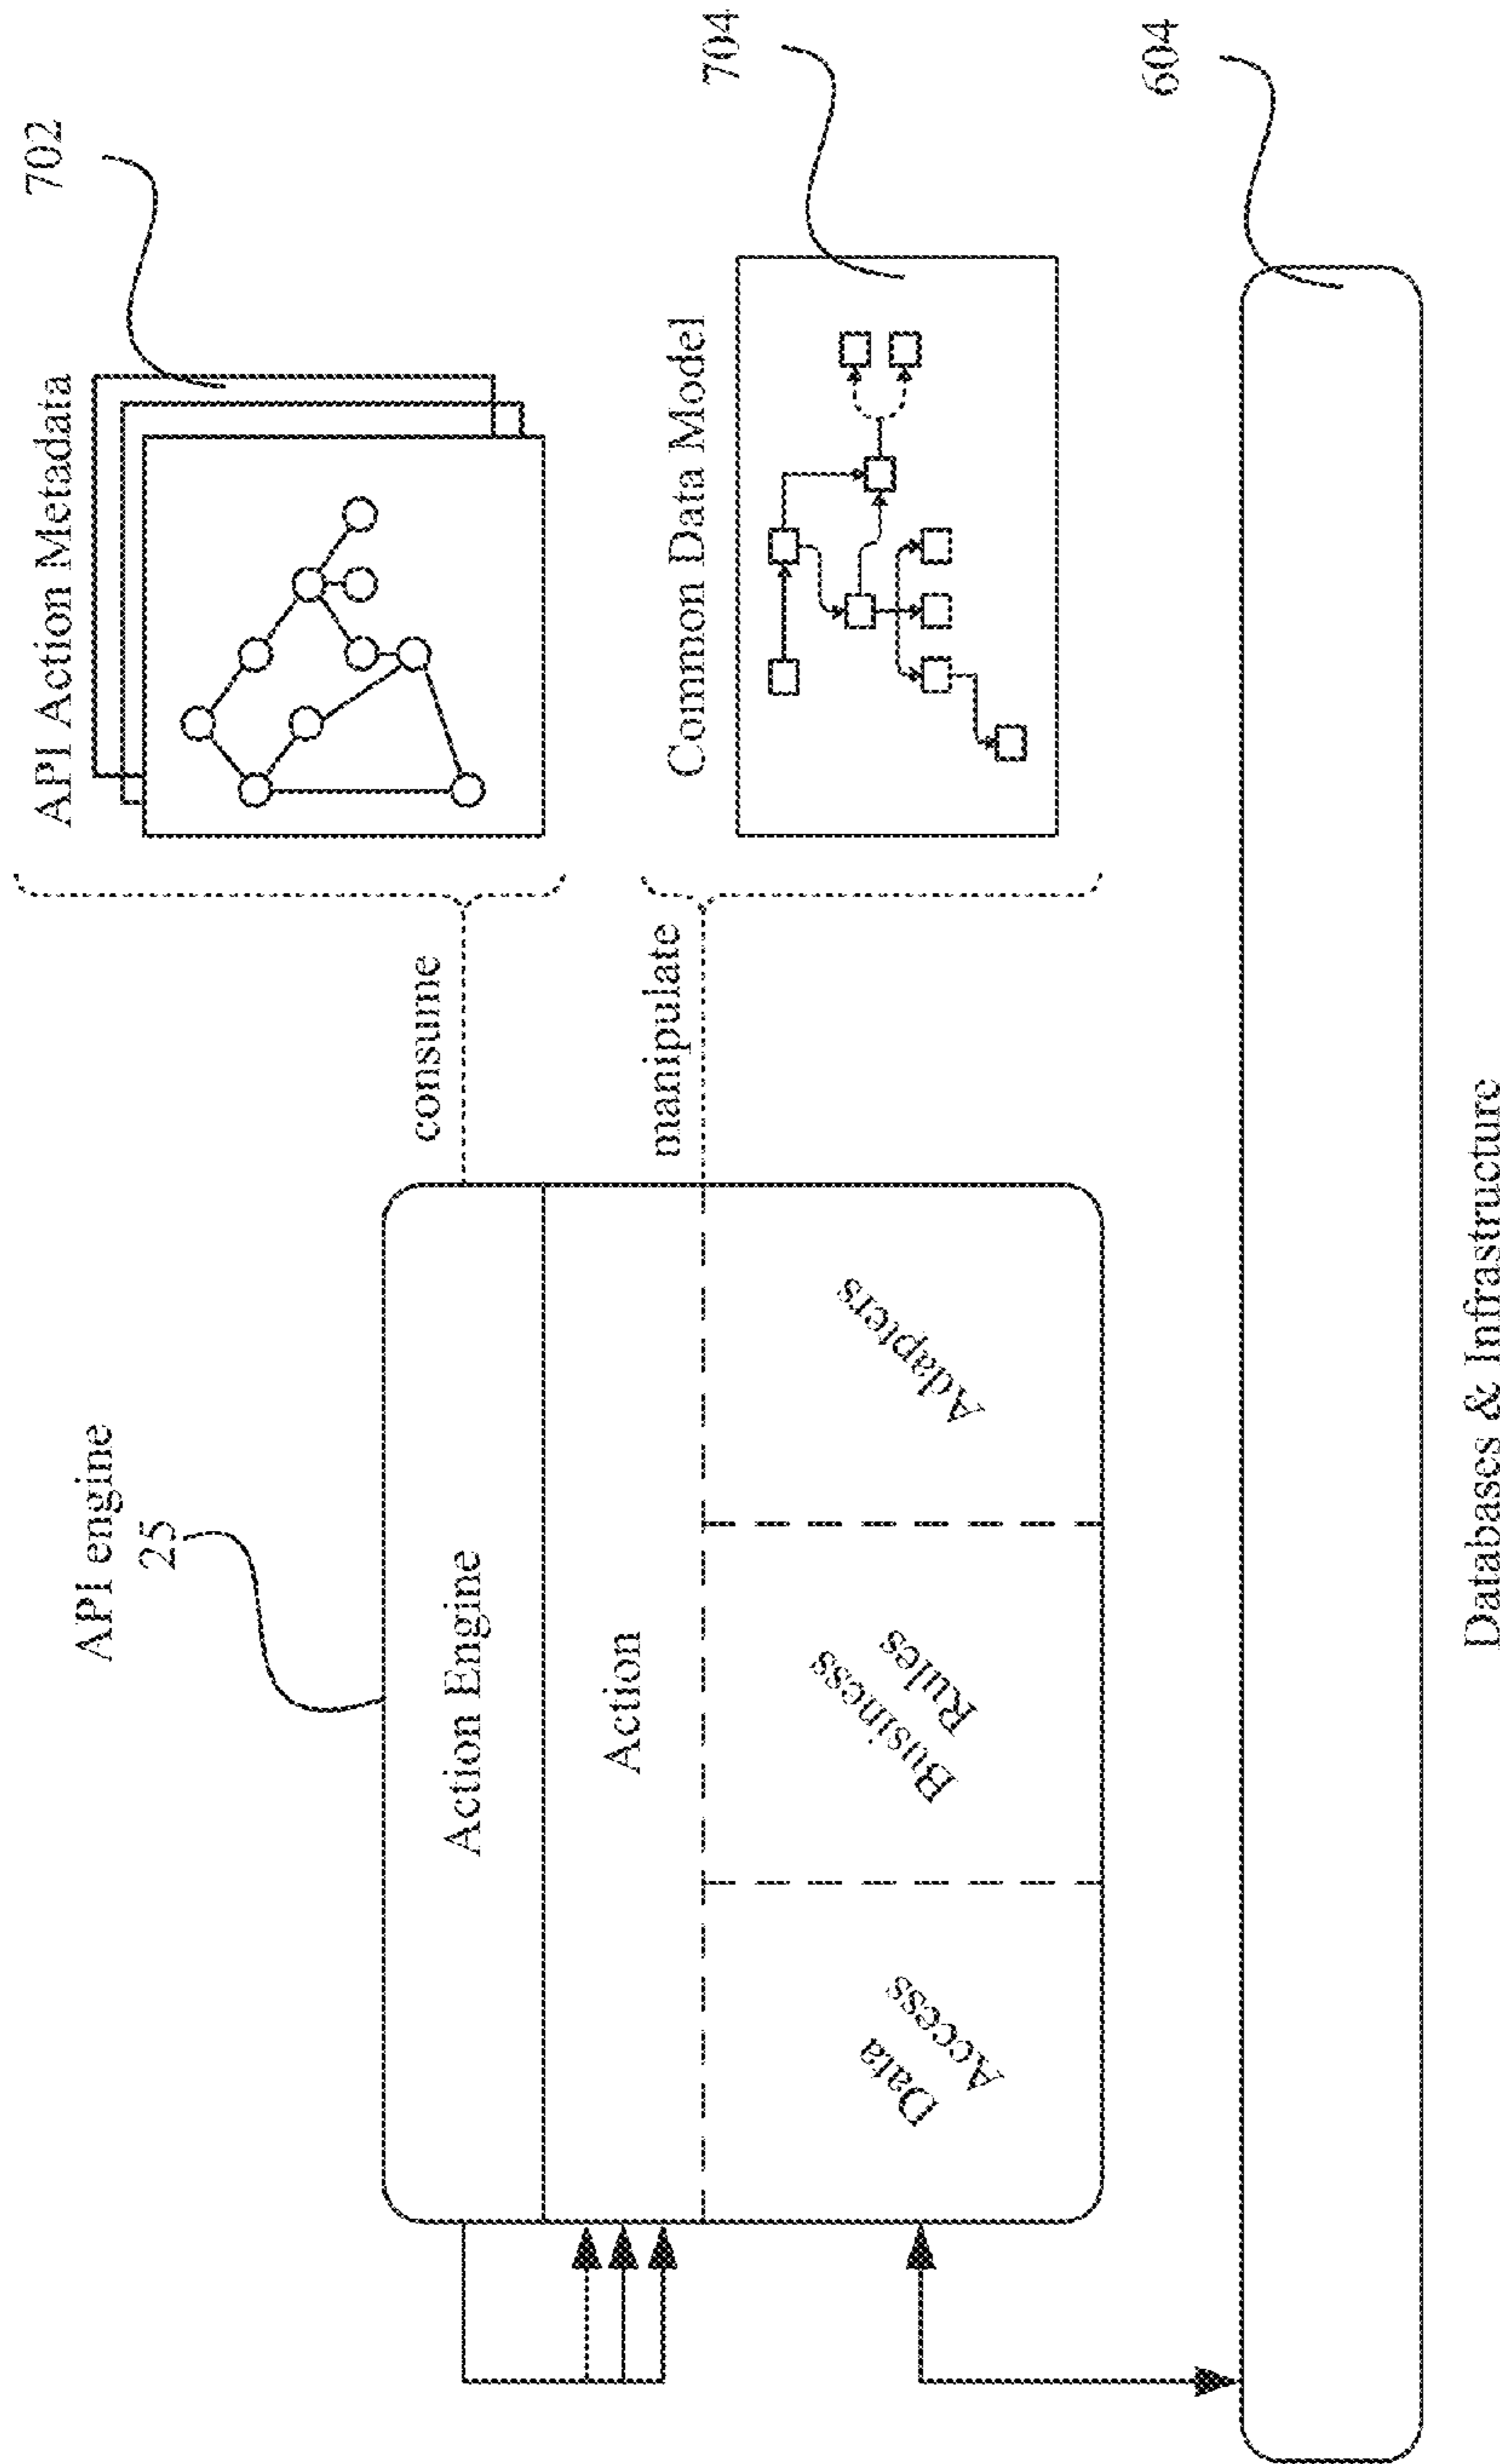 API engine
25
Action Engine
Action
Data
Access
Business
Rules
Adapters
consume
manipulate
API Action Metadata
702
Common Data Model
704
604
Databases & Infrastructure